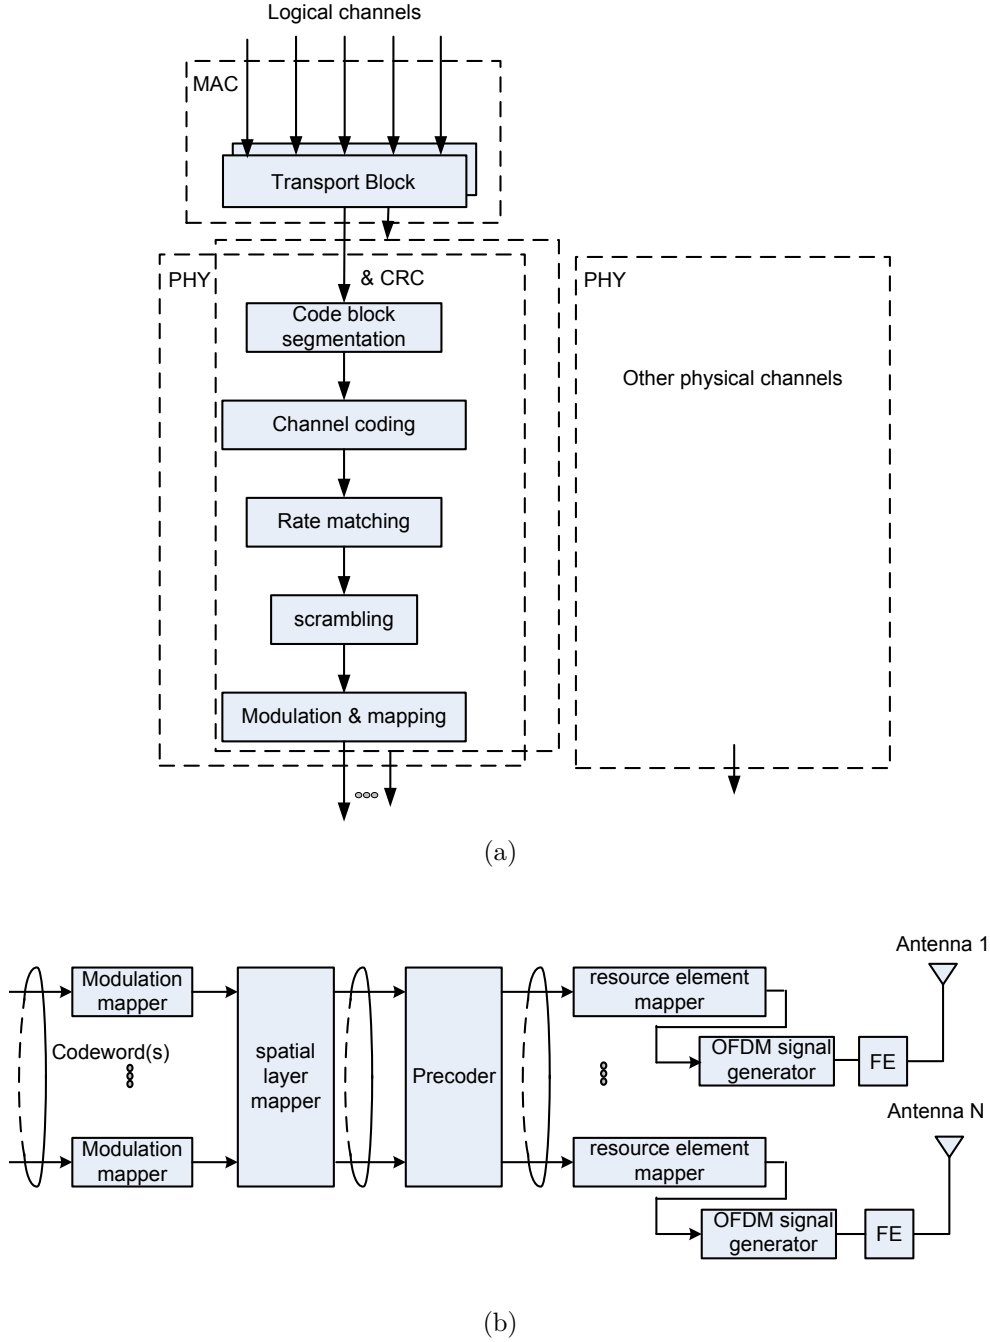 Logical channels
MAC
Transport Block
PHY
& CRC
Code block
segmentation
Channel coding
Rate matching
scrambling
Modulation & mapping
PHY
Other physical channels
(a)
Antenna 1
Modulation
mapper
Codeword(s)
spatial
layer
mapper
Precoder
resource element
mapper
OFDM signal
generator
FE
Antenna N
Modulation
mapper
resource element
mapper
OFDM signal
generator
FE
(b)